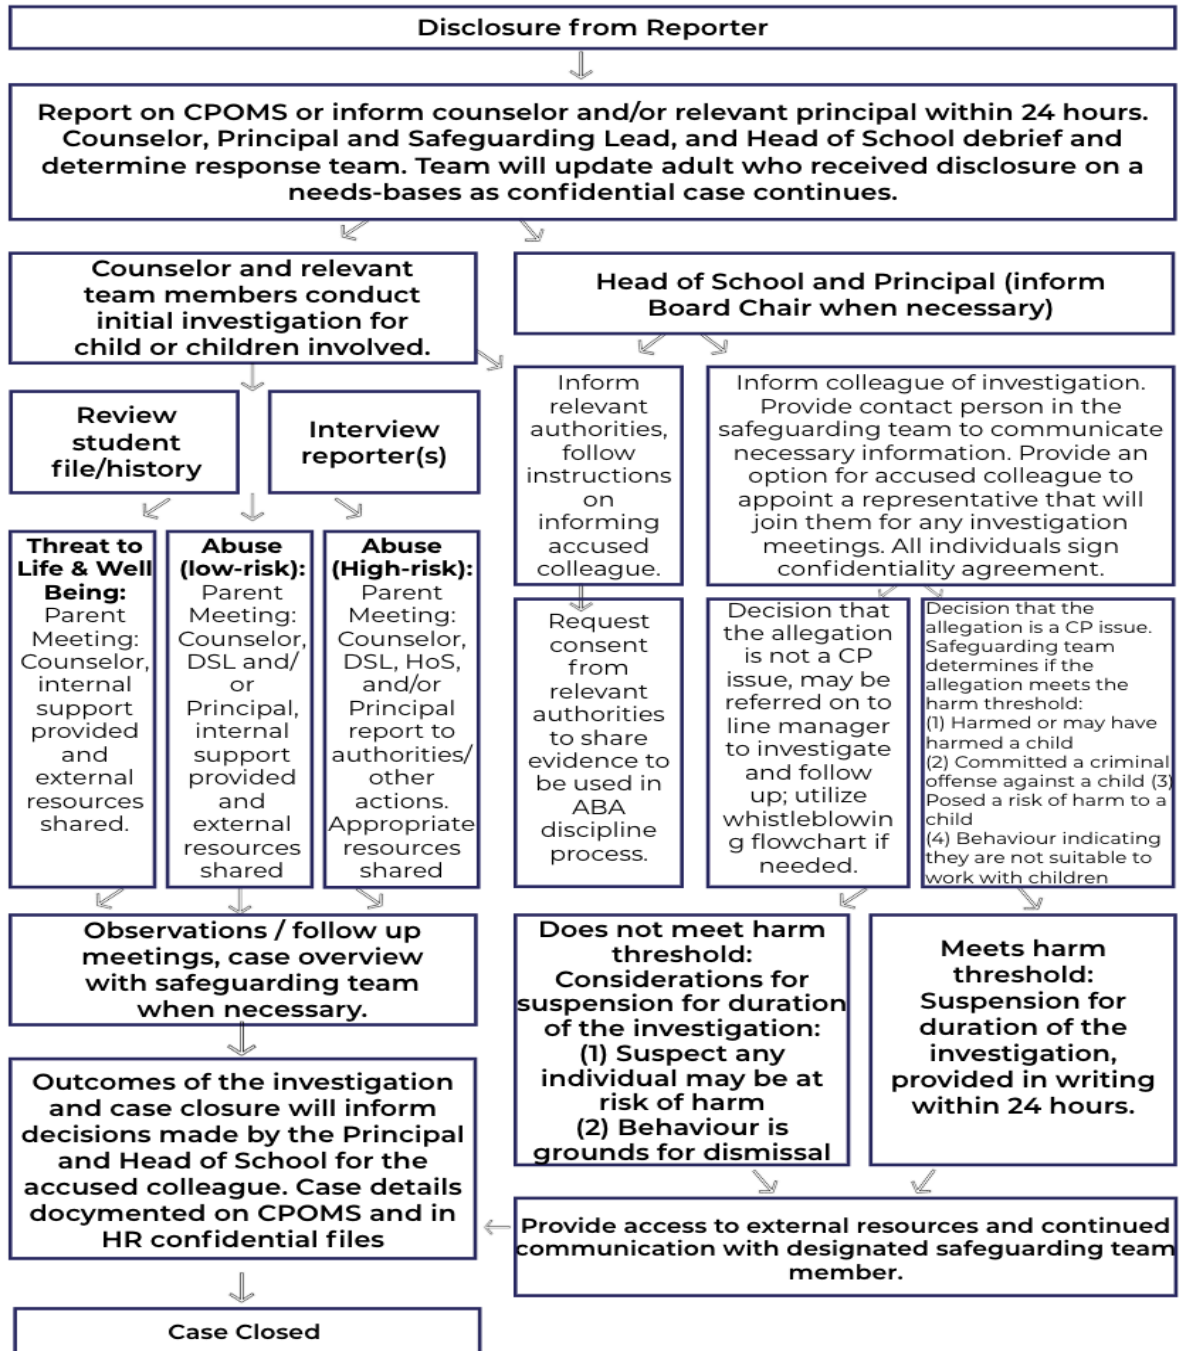 Disclosure from Reporter
Report on CPOMS or inform counselor and/or relevant principal within 24 hours.
Counselor, Principal and Safeguarding Lead, and Head of School debrief and
determine response team. Team will update adult who received disclosure on a
needs-bases as confidential case continues.
Counselor and relevant
team members conduct
initial investigation for
child or children involved.
Head of School and Principal (inform
Board Chair when necessary)
Review
student
file/history
Interview
reporter(s)
Inform
relevant
authorities,
follow
instructions
on
informing
accused
colleague.
Inform colleague of investigation.
Provide contact person in the
safeguarding team to communicate
necessary information. Provide an
option for accused colleague to
appoint a representative that will
join them for any investigation
meetings. All individuals sign
confidentiality agreement.
Threat to
Life & Well
Being:
Parent
Meeting:
Counselor,
internal
support
provided
and
external
resources
shared.
Abuse
(low-risk):
Parent
Meeting:
Counselor,
DSL and/
or
Principal,
internal
support
provided
and
external
resources
shared
Abuse
(High-risk):
Parent
Meeting:
Counselor,
DSL, HoS,
and/or
Principal
report to
authorities/
other
actions.
Appropriate
resources
shared
Request
consent
from
relevant
authorities
to share
evidence to
be used in
ABA
discipline
process.
Decision that
the allegation
is not a CP
issue, may be
referred on to
line manager
to investigate
and follow
up; utilize
whistleblowin
g flowchart if
needed.
Decision that the
allegation is a CP issue.
Safeguarding team
determines if the
allegation meets the
harm threshold:
(1) Harmed or may have
harmed a child
(2) Committed a criminal
offense against a child (3)
Posed a risk of harm to a
child
(4) Behaviour indicating
they are not suitable to
work with children
Observations / follow up
meetings, case overview
with safeguarding team
when necessary.
Does not meet harm
threshold:
Considerations for
suspension for duration
of the investigation:
(1) Suspect any
individual may be at
risk of harm
(2) Behaviour is
grounds for dismissal
Meets harm
threshold:
Suspension for
duration of the
investigation,
provided in writing
within 24 hours.
Outcomes of the investigation
and case closure will inform
decisions made by the Principal
and Head of School for the
accused colleague. Case details
docymented on CPOMS and in
HR confidential files
Provide access to external resources and continued
communication with designated safeguarding team
member.
Case Closed